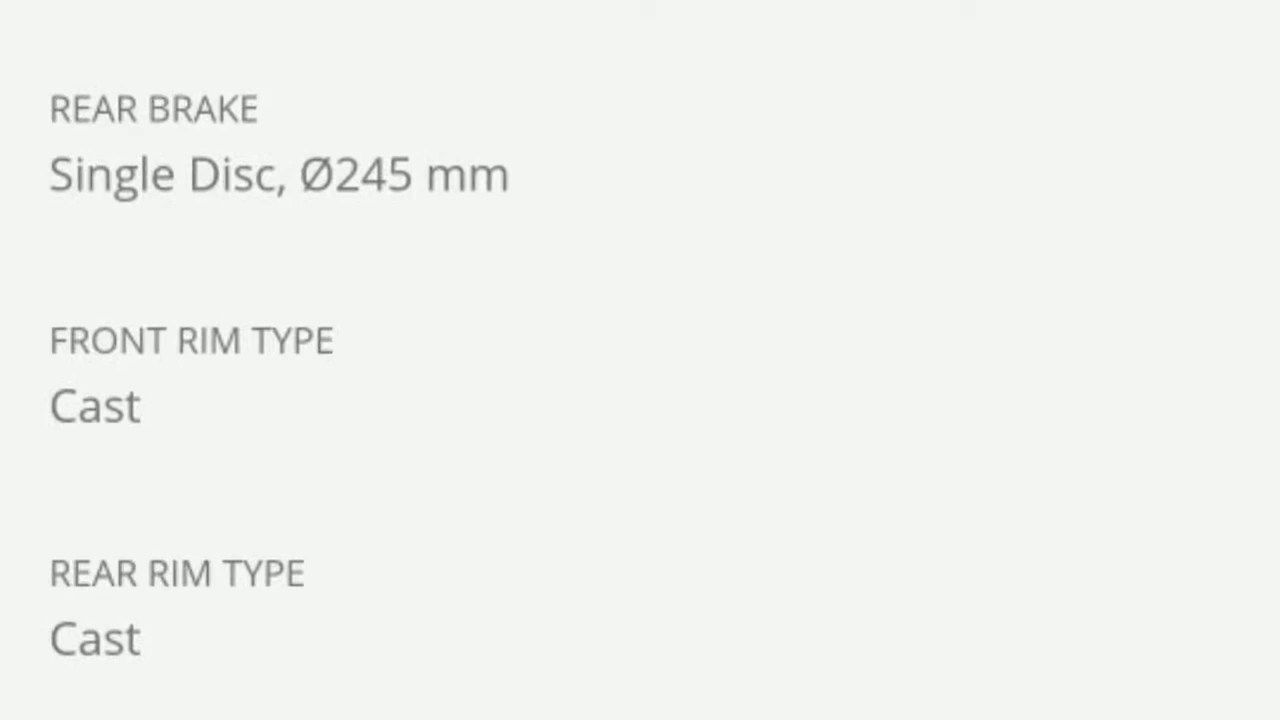 REAR BRAKE
Single Disc, Ø245 mm
FRONT RIM TYPE
Cast
REAR RIM TYPE
Cast